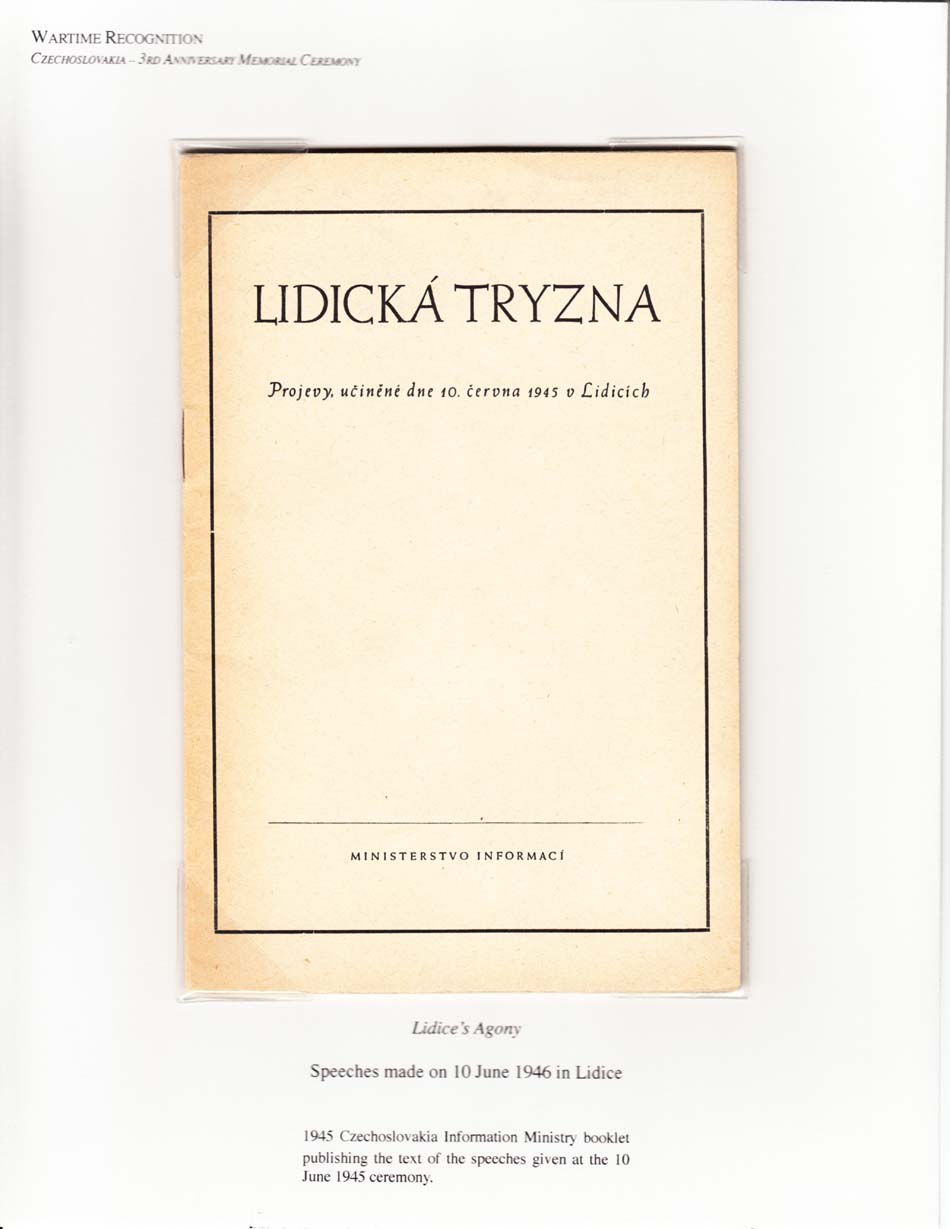 WARTIME RECOGNITION
CZECHOSLOVAKIA – 3RD ANNIVERSARY MEMORIAL CEREMONY
LIDICKÁ TRYZNA
Projevy, učiněné dne 10. června 1945 v Lidicích
MINISTERSTVO INFORMACÍ
Lidice's Agony
Speeches made on 10 June 1946 in Lidice
1945 Czechoslovakia Information Ministry booklet
publishing the text of the speeches given at the 10
June 1945 ceremony.